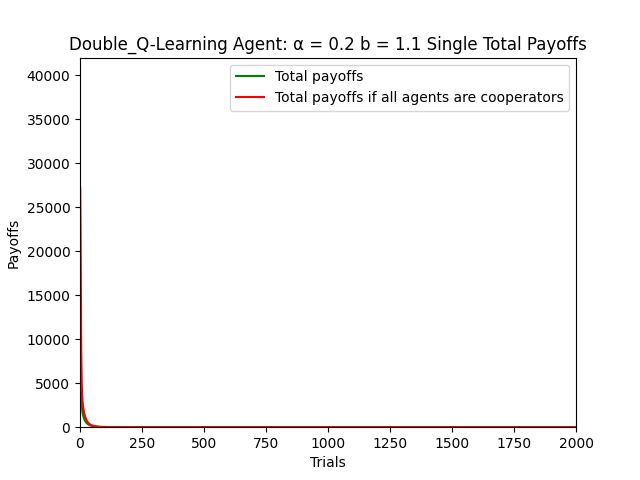 Double_Q-Learning Agent: α = 0.2 b = 1.1 Single Total Payoffs
Total payoffs
Total payoffs if all agents are cooperators
Payoffs
40000
35000
30000
25000
20000
15000
10000
5000
0
0 250 500 750 1000 1250 1500 1750 2000
Trials